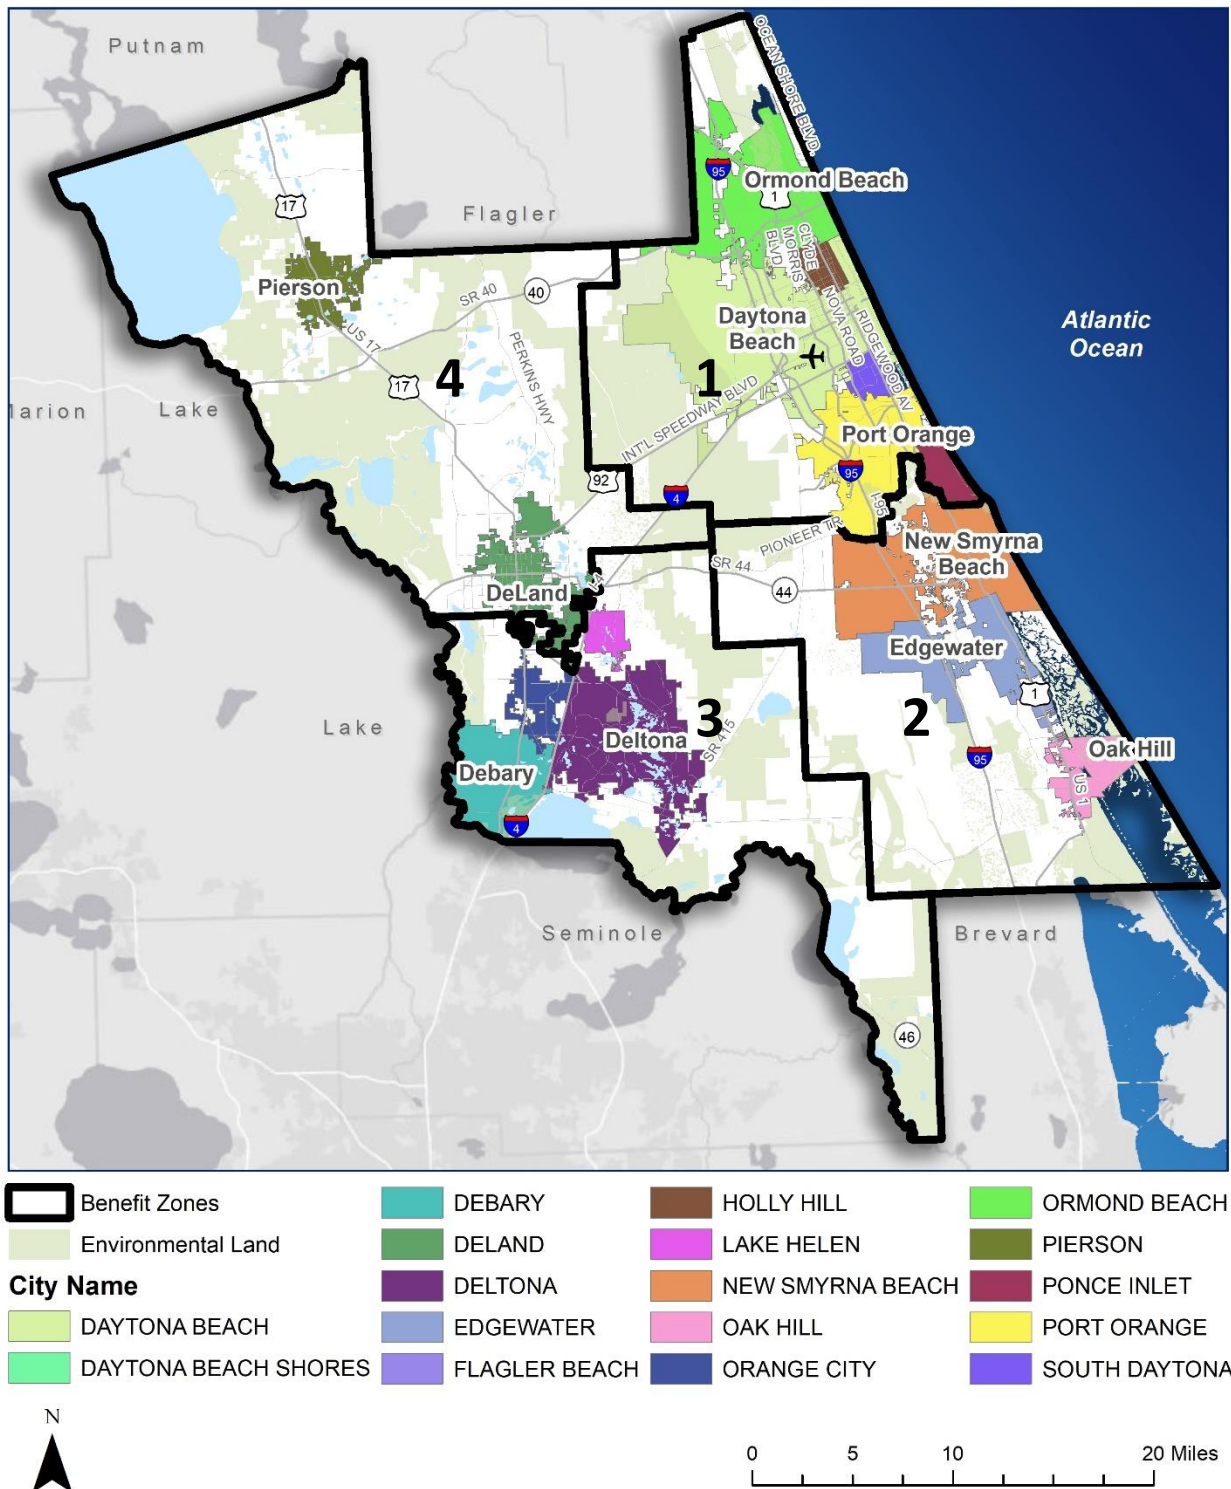 Putnam
OCEAN SHORE BLVD.
95
Ormond Beach
1
17
Flagler
CLYDE
MORRIS
BLVD
Pierson
SR 40
40
NOVA ROAD
RIDGEWOOD AV
Daytona
Beach
Atlantic
Ocean
US 17
PERKINS HWY
17
4
1
Marion
Lake
INT'L SPEEDWAY BLVD
Port Orange
95
92
4
I-95
PIONEER TR
New Smyrna
Beach
SR 44
44
I-4
DeLand
Edgewater
1
Lake
3
2
Deltona
SR 415
Oak Hill
95
Debary
US 1
4
Seminole
Brevard
46
Benefit Zones
Environmental Land
City Name
DAYTONA BEACH
DAYTONA BEACH SHORES
DEBARY
DELAND
DELTONA
EDGEWATER
FLAGLER BEACH
HOLLY HILL
LAKE HELEN
NEW SMYRNA BEACH
OAK HILL
ORANGE CITY
ORMOND BEACH
PIERSON
PONCE INLET
PORT ORANGE
SOUTH DAYTONA
N
0 5 10 20 Miles